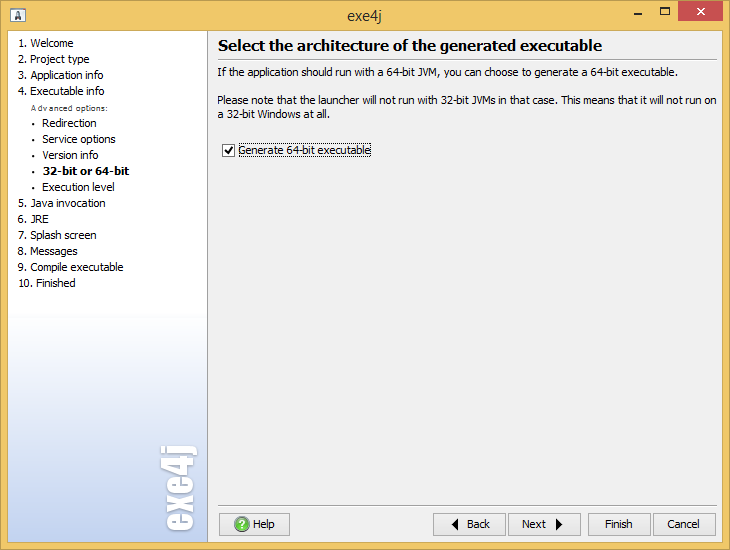 exe4j
1. Welcome
2. Project type
3. Application info
4. Executable info
Advanced options:
• Redirection
• Service options
• Version info
• 32-bit or 64-bit
• Execution level
5. Java invocation
6. JRE
7. Splash screen
8. Messages
9. Compile executable
10. Finished
exe4j
Select the architecture of the generated executable
If the application should run with a 64-bit JVM, you can choose to generate a 64-bit executable.
Please note that the launcher will not run with 32-bit JVMs in that case. This means that it will not run on
a 32-bit Windows at all.
Generate 64-bit executable
? Help
Back
Next
Finish
Cancel